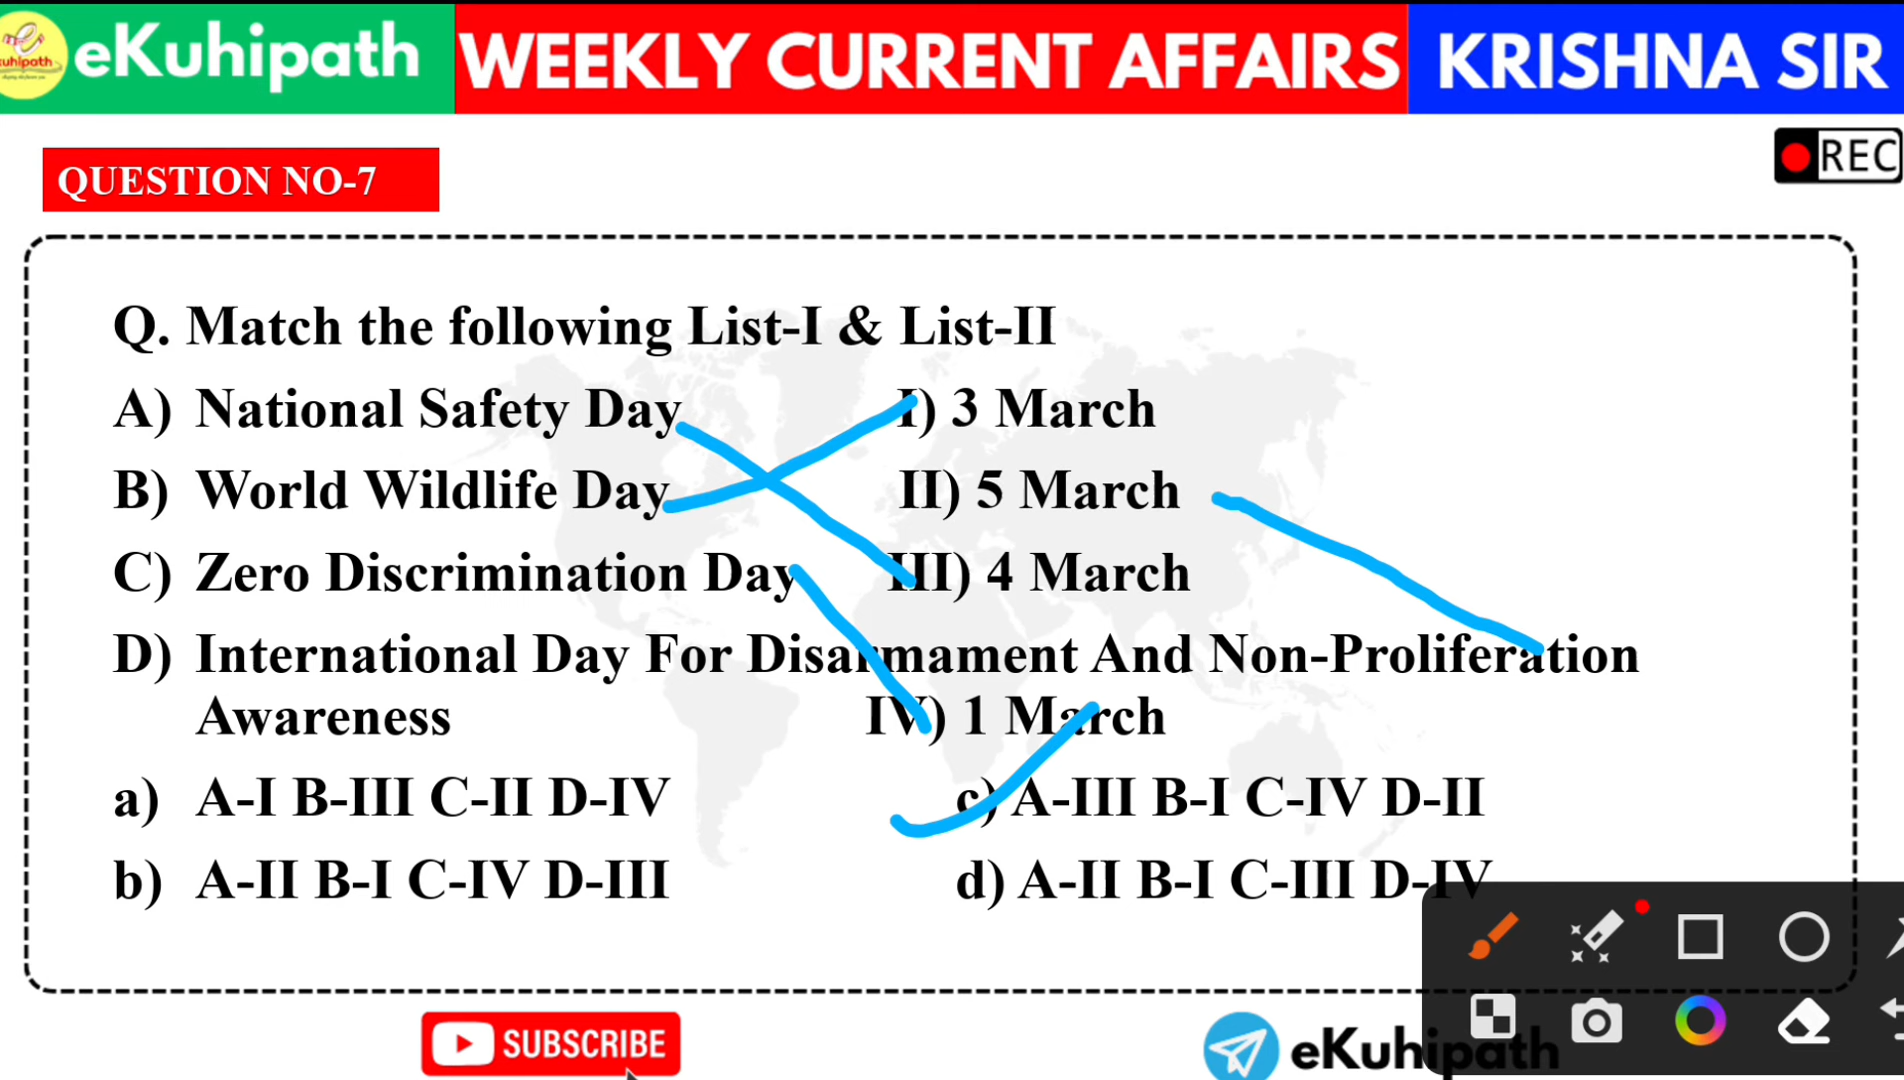 eKuhipath WEEKLY CURRENT AFFAIRS KRISHNA SIR
uhipath
REC
QUESTION NO-7
Q. Match the following List-I & List-II
A) National Safety Day I) 3 March
B) World Wildlife Day II) 5 March
C) Zero Discrimination Day III) 4 March
D) International Day For Disarmament And Non-Proliferation
Awareness IV) 1 March
a) A-I B-III C-II D-IV c) A-III B-I C-IV D-II
b) A-II B-I C-IV D-III d) A-II B-I C-III D-IV
SUBSCRIBE eKuhipath